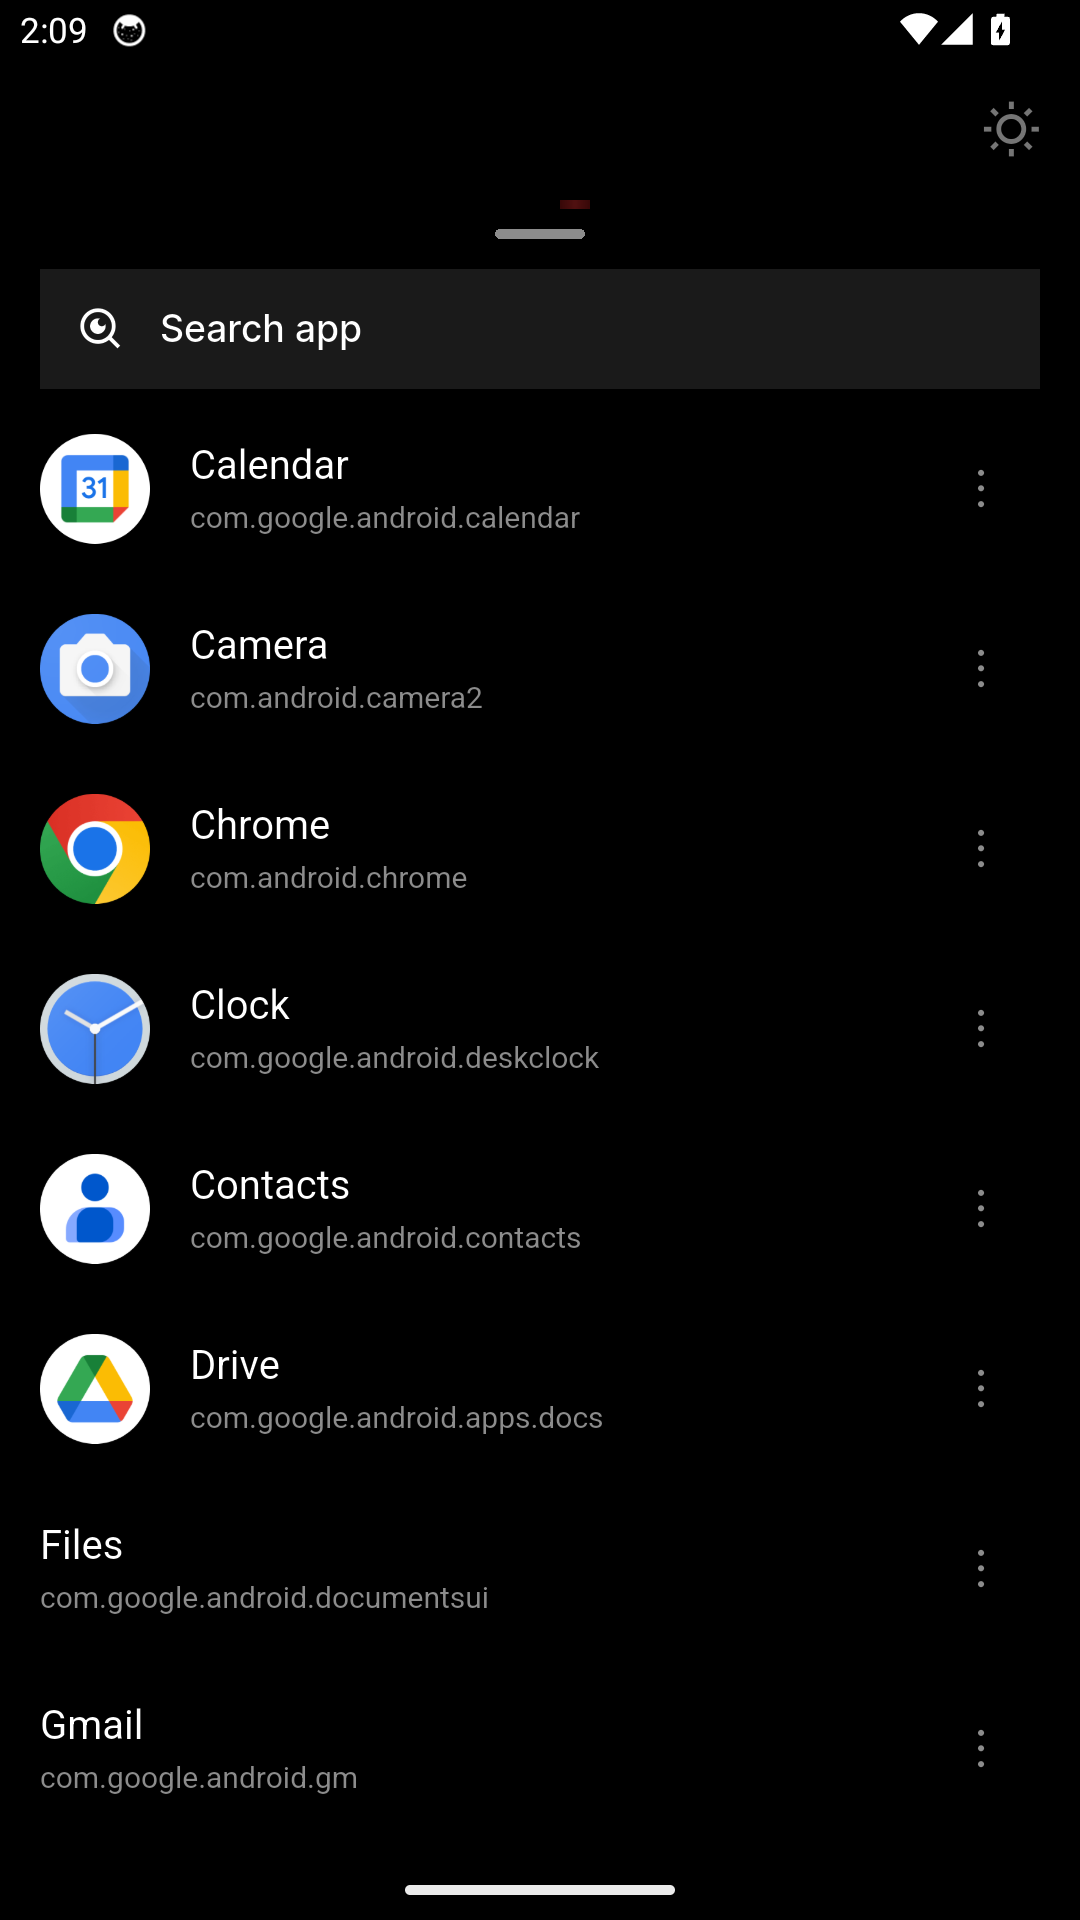 2:09
Search app
Calendar
com.google.android.calendar
31
Camera
com.android.camera2
Chrome
com.android.chrome
Clock
com.google.android.deskclock
Contacts
com.google.android.contacts
Drive
com.google.android.apps.docs
Files
com.google.android.documentsui
Gmail
com.google.android.gm